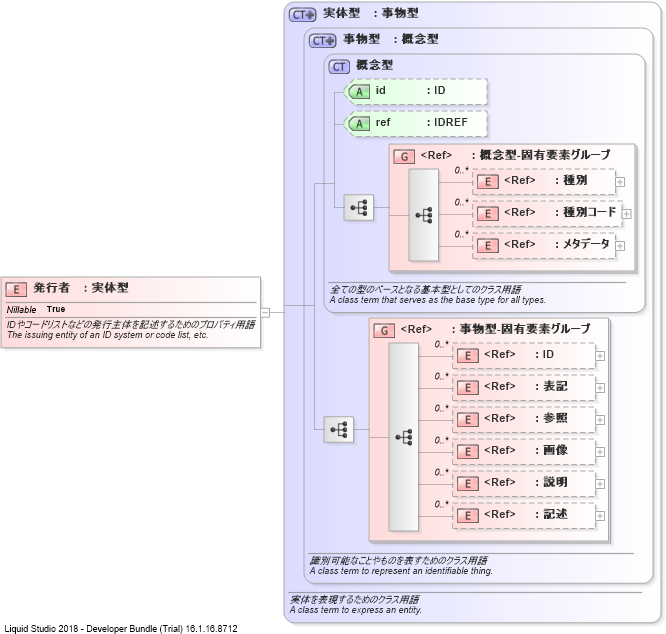 CT 実体型 : 事物型
CT 事物型 : 概念型
CT 概念型
A id : ID
A ref : IDREF
G <Ref> : 概念型-固有要素グループ
0..*
E <Ref> : 種別
0..*
E <Ref> : 種別コード
0..*
E <Ref> : メタデータ
全ての型のベースとなる基本型としてのクラス用語
A class term that serves as the base type for all types.
E 発行者 : 実体型
Nillable True
IDやコードリストなどの発行主体を記述するためのプロパティ用語
The issuing entity of an ID system or code list, etc.
G <Ref> : 事物型-固有要素グループ
0..*
E <Ref> : ID
0..*
E <Ref> : 表記
0..*
E <Ref> : 参照
0..*
E <Ref> : 画像
0..*
E <Ref> : 説明
0..*
E <Ref> : 記述
識別可能なことやものを表すためのクラス用語
A class term to represent an identifiable thing.
実体を表現するためのクラス用語
A class term to express an entity.
Liquid Studio 2018 - Developer Bundle (Trial) 16.1.16.8712